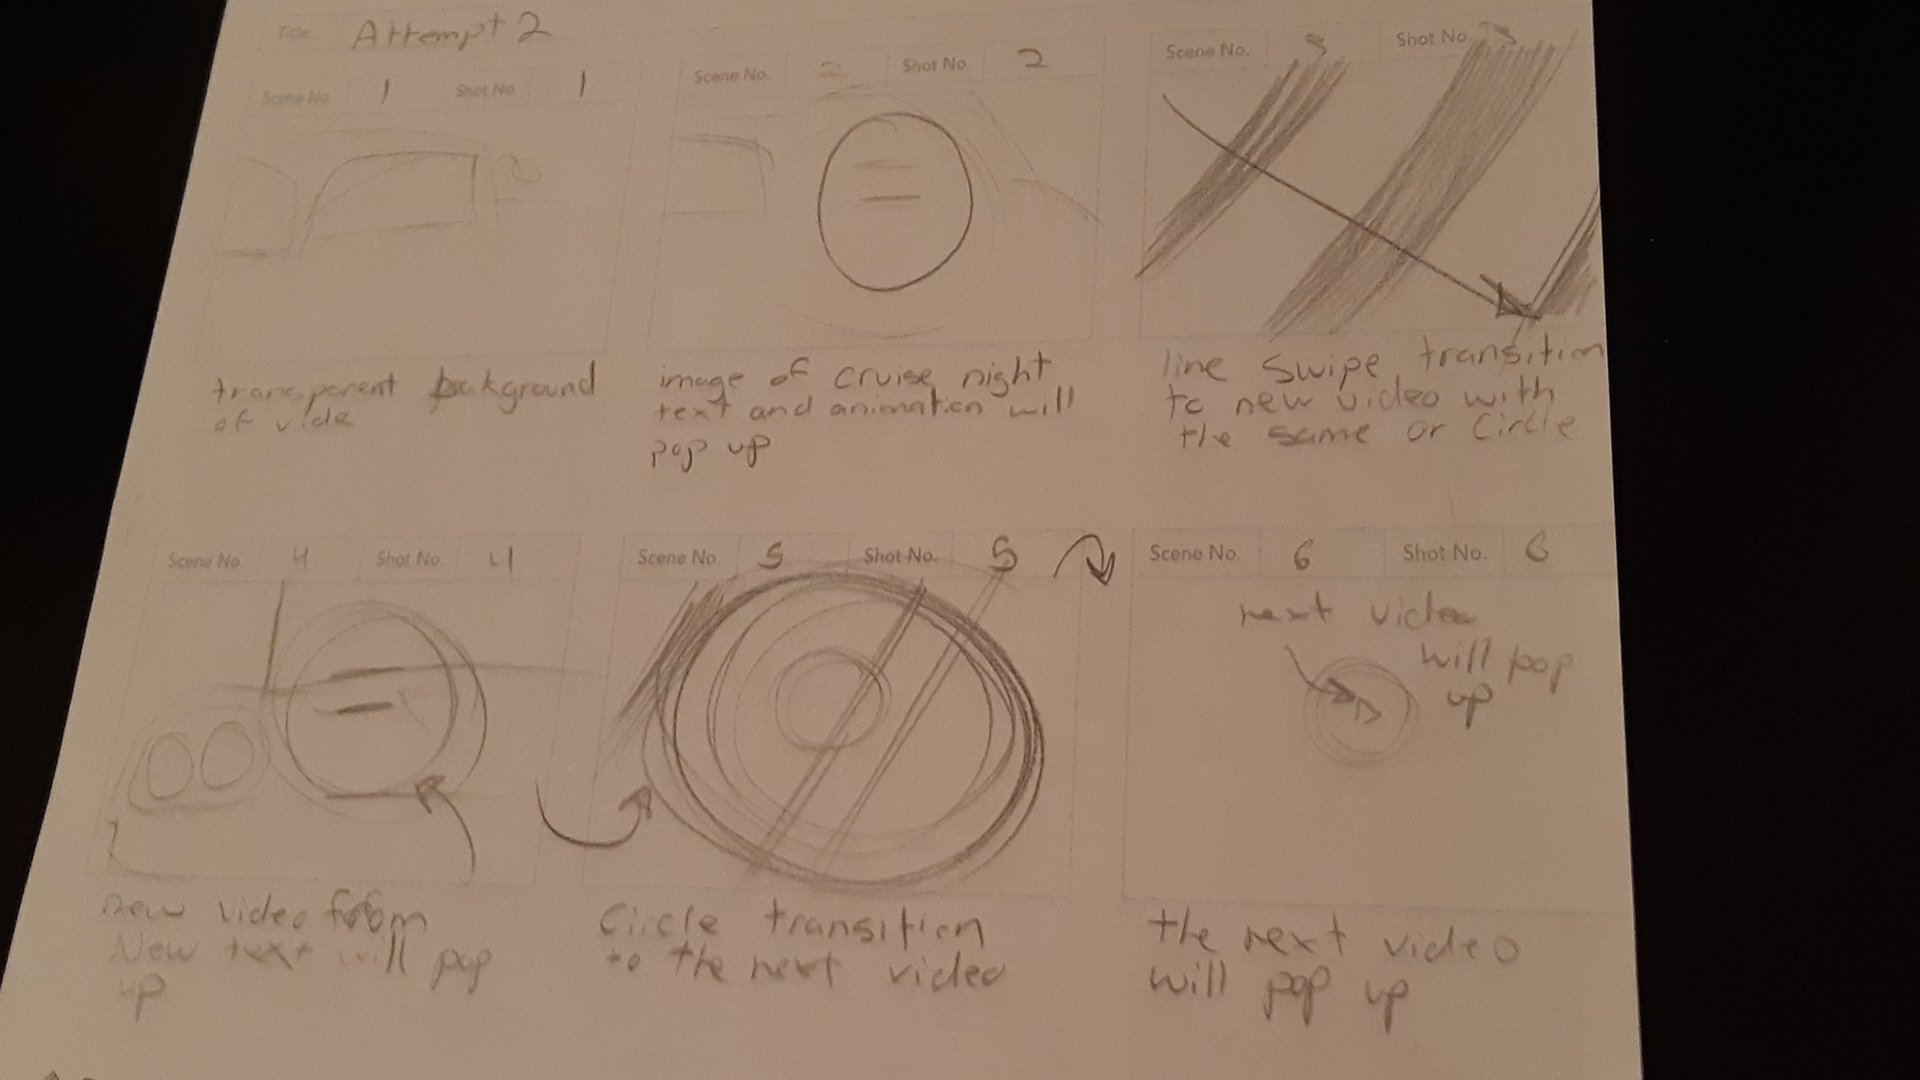 Title: Attempt 2
Scene No. 1 Shot No. 1
Scene No. 2 Shot No. 2
Scene No. 3 Shot No. 3
transparent bakground
of vide
image of cruise night
text and animation will
pop up
line swipe transition
to new video with
the same or Circle
Scene No. 4 Shot No. 4
Scene No. 5 Shot No. 5
Scene No. 6 Shot No. 6
next video
will pop
up
new video
New text will pop
up
Circle transition
to the next video
the next video
will pop up